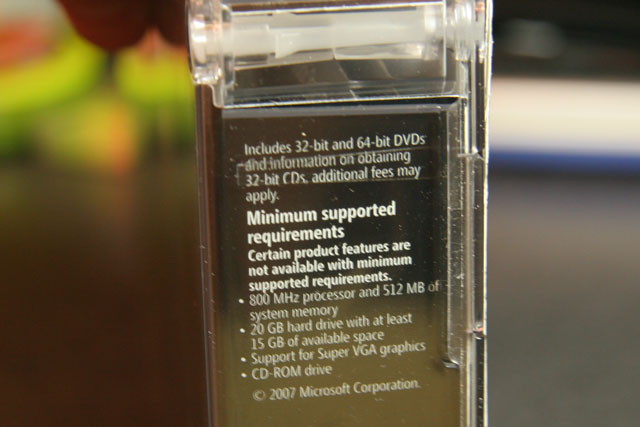 Includes 32-bit and 64-bit DVDs
and information on obtaining
32-bit CDs, additional fees may
apply.
Minimum supported
requirements
Certain product features are
not available with minimum
supported requirements.
• 800 MHz processor and 512 MB of
system memory
• 20 GB hard drive with at least
15 GB of available space
• Support for Super VGA graphics
• CD-ROM drive
© 2007 Microsoft Corporation.